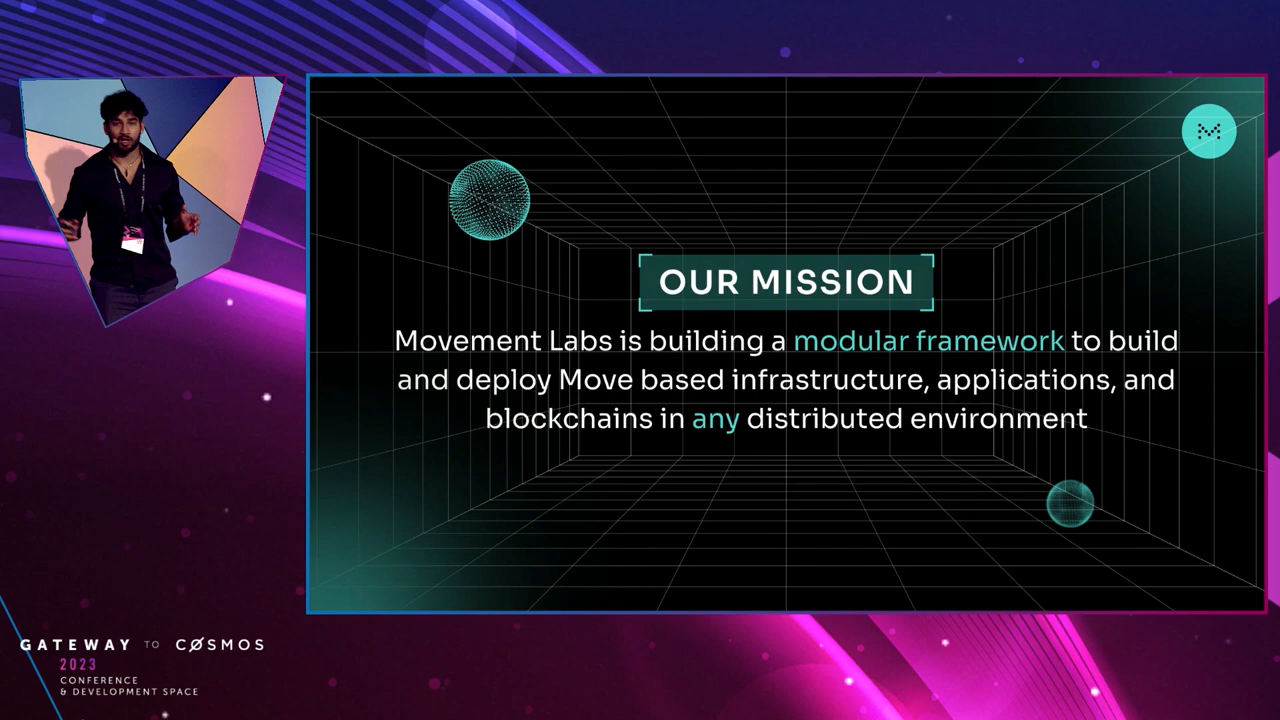 OUR MISSION
Movement Labs is building a modular framework to build
and deploy Move based infrastructure, applications, and
blockchains in any distributed environment
GATEWAY TO CØSMOS
2023
CONFERENCE
& DEVELOPMENT SPACE